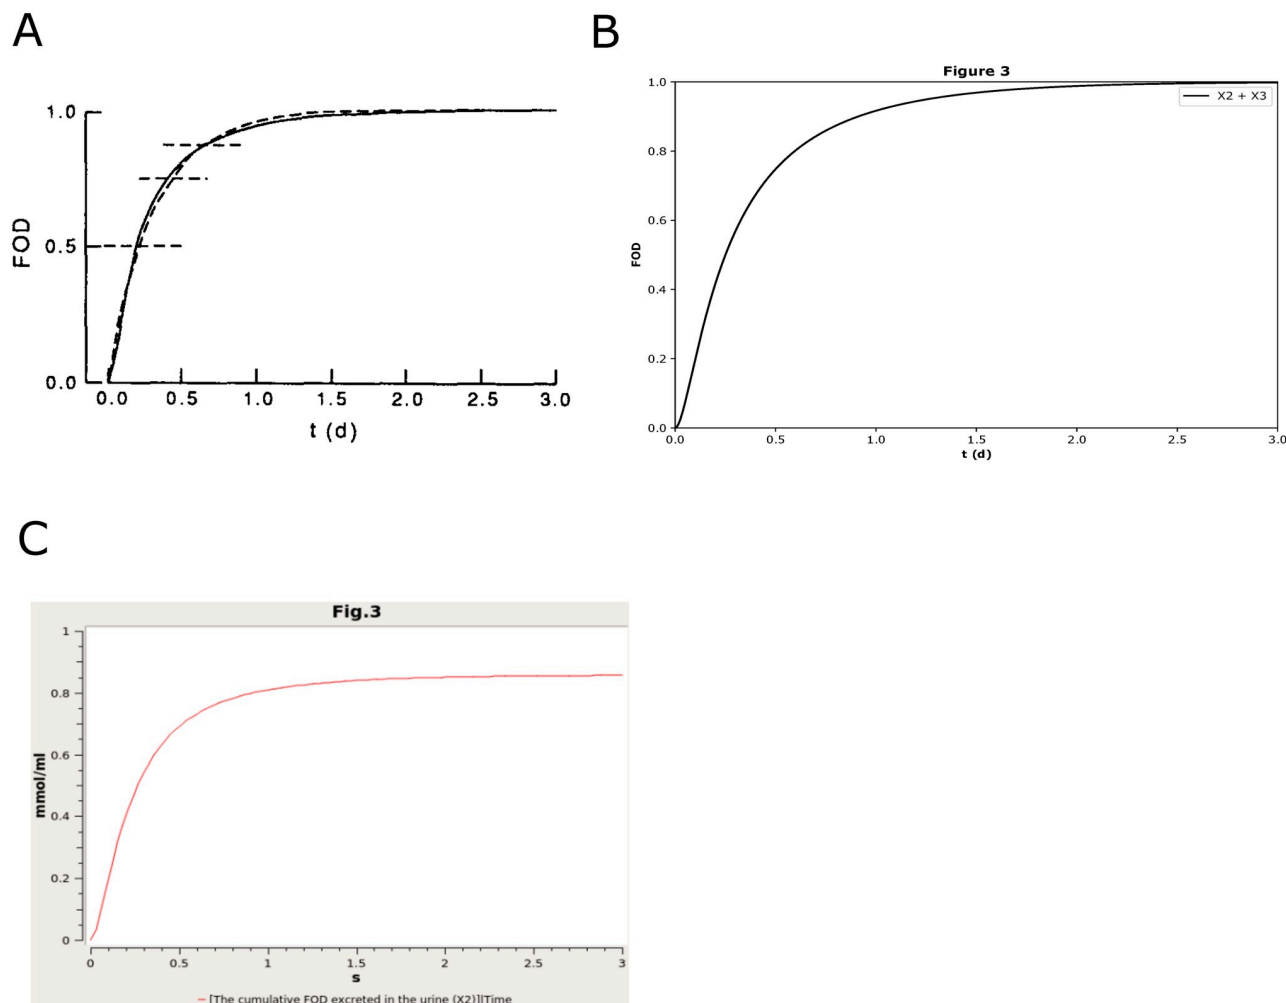 A
B
1.0
0.5
0.0
FOD
0.0 0.5 1.0 1.5 2.0 2.5 3.0
t (d)
Figure 3
X2 + X3
1.0
0.8
0.6
0.4
0.2
0.0
FOD
0.0 0.5 1.0 1.5 2.0 2.5 3.0
t (d)
C
Fig.3
1
0.8
0.6
0.4
0.2
0
mmol/ml
0 0.5 1 1.5 2 2.5 3
s
[The cumulative FOD excreted in the urine (X2)]|Time